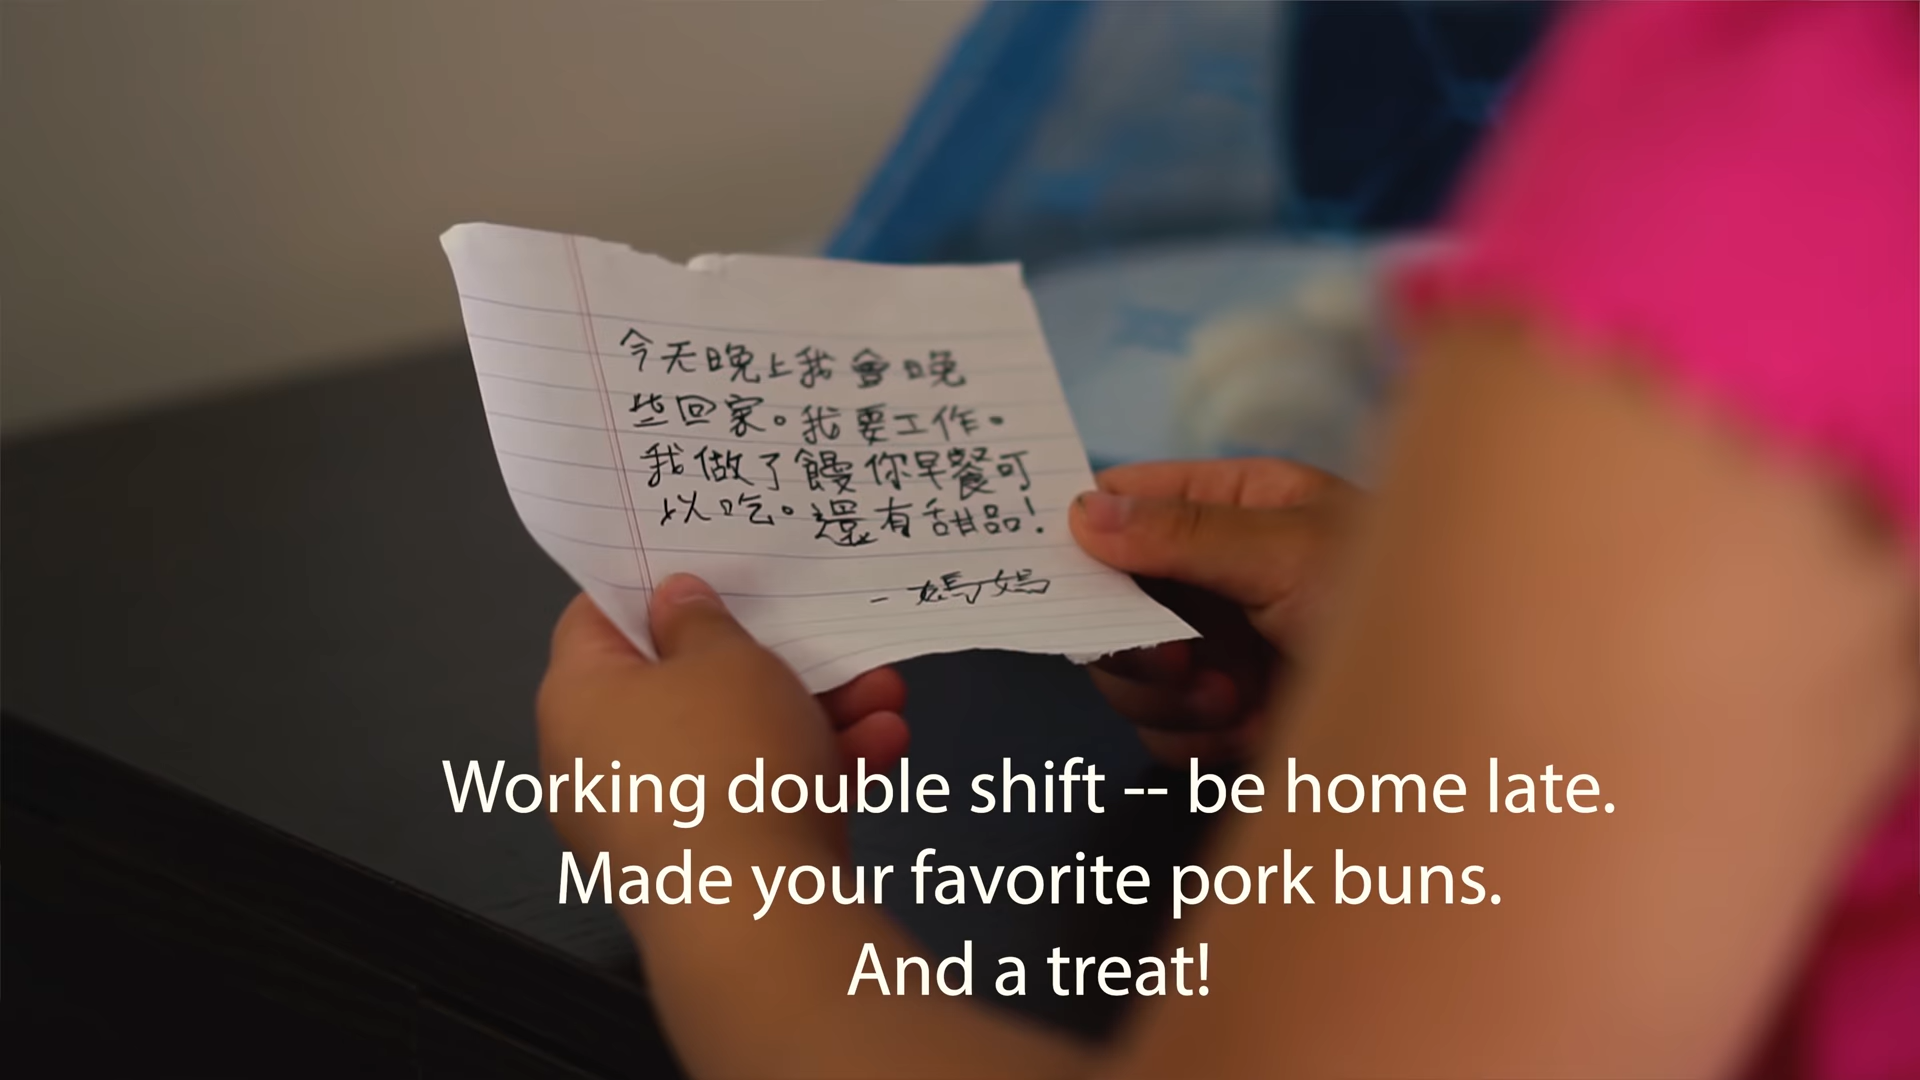 今天晚上我會晚
些回家。我要工作。
我做了饅你早餐可
以吃。還有甜品!
- 媽媽
Working double shift -- be home late.
Made your favorite pork buns.
And a treat!